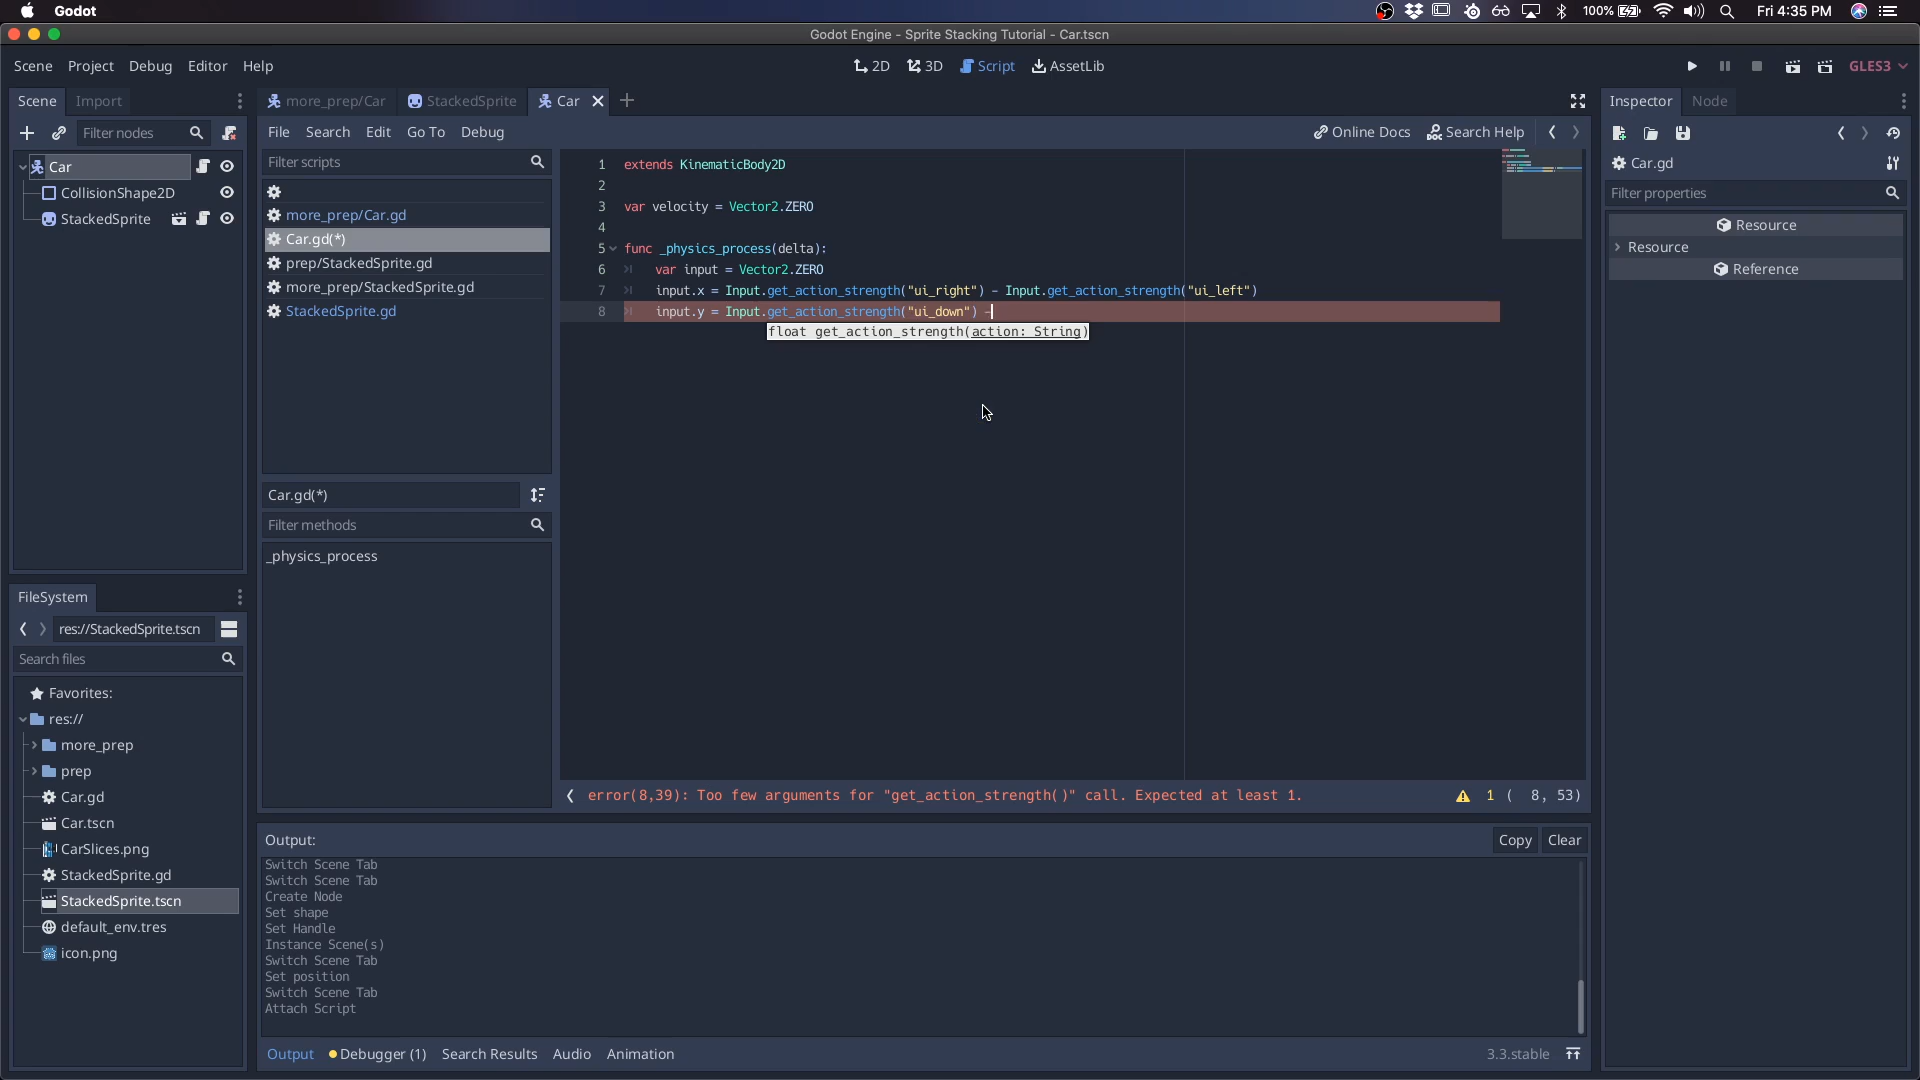 Godot
100%
Fri 4:35 PM
Godot Engine - Sprite Stacking Tutorial - Car.tscn
Scene Project Debug Editor Help
2D 3D Script AssetLib
GLES3
Scene Import
Filter nodes
Car
CollisionShape2D
StackedSprite
FileSystem
res://StackedSprite.tscn
Search files
Favorites:
res://
more_prep
prep
Car.gd
Car.tscn
CarSlices.png
StackedSprite.gd
StackedSprite.tscn
default_env.tres
icon.png
more_prep/Car StackedSprite Car
File Search Edit Go To Debug
Online Docs Search Help
Filter scripts
more_prep/Car.gd
Car.gd(*)
prep/StackedSprite.gd
more_prep/StackedSprite.gd
StackedSprite.gd
Car.gd(*)
Filter methods
_physics_process
1 extends KinematicBody2D
2
3 var velocity = Vector2.ZERO
4
5 func _physics_process(delta):
6 var input = Vector2.ZERO
7 input.x = Input.get_action_strength("ui_right") - Input.get_action_strength("ui_left")
8 input.y = Input.get_action_strength("ui_down") -
float get_action_strength(action: String)
error(8,39): Too few arguments for "get_action_strength()" call. Expected at least 1.
1 ( 8, 53)
Output:
Copy Clear
Switch Scene Tab
Switch Scene Tab
Create Node
Set shape
Set Handle
Instance Scene(s)
Switch Scene Tab
Set position
Switch Scene Tab
Attach Script
Output Debugger (1) Search Results Audio Animation
3.3.stable
Inspector Node
Car.gd
Filter properties
Resource
Resource
Reference